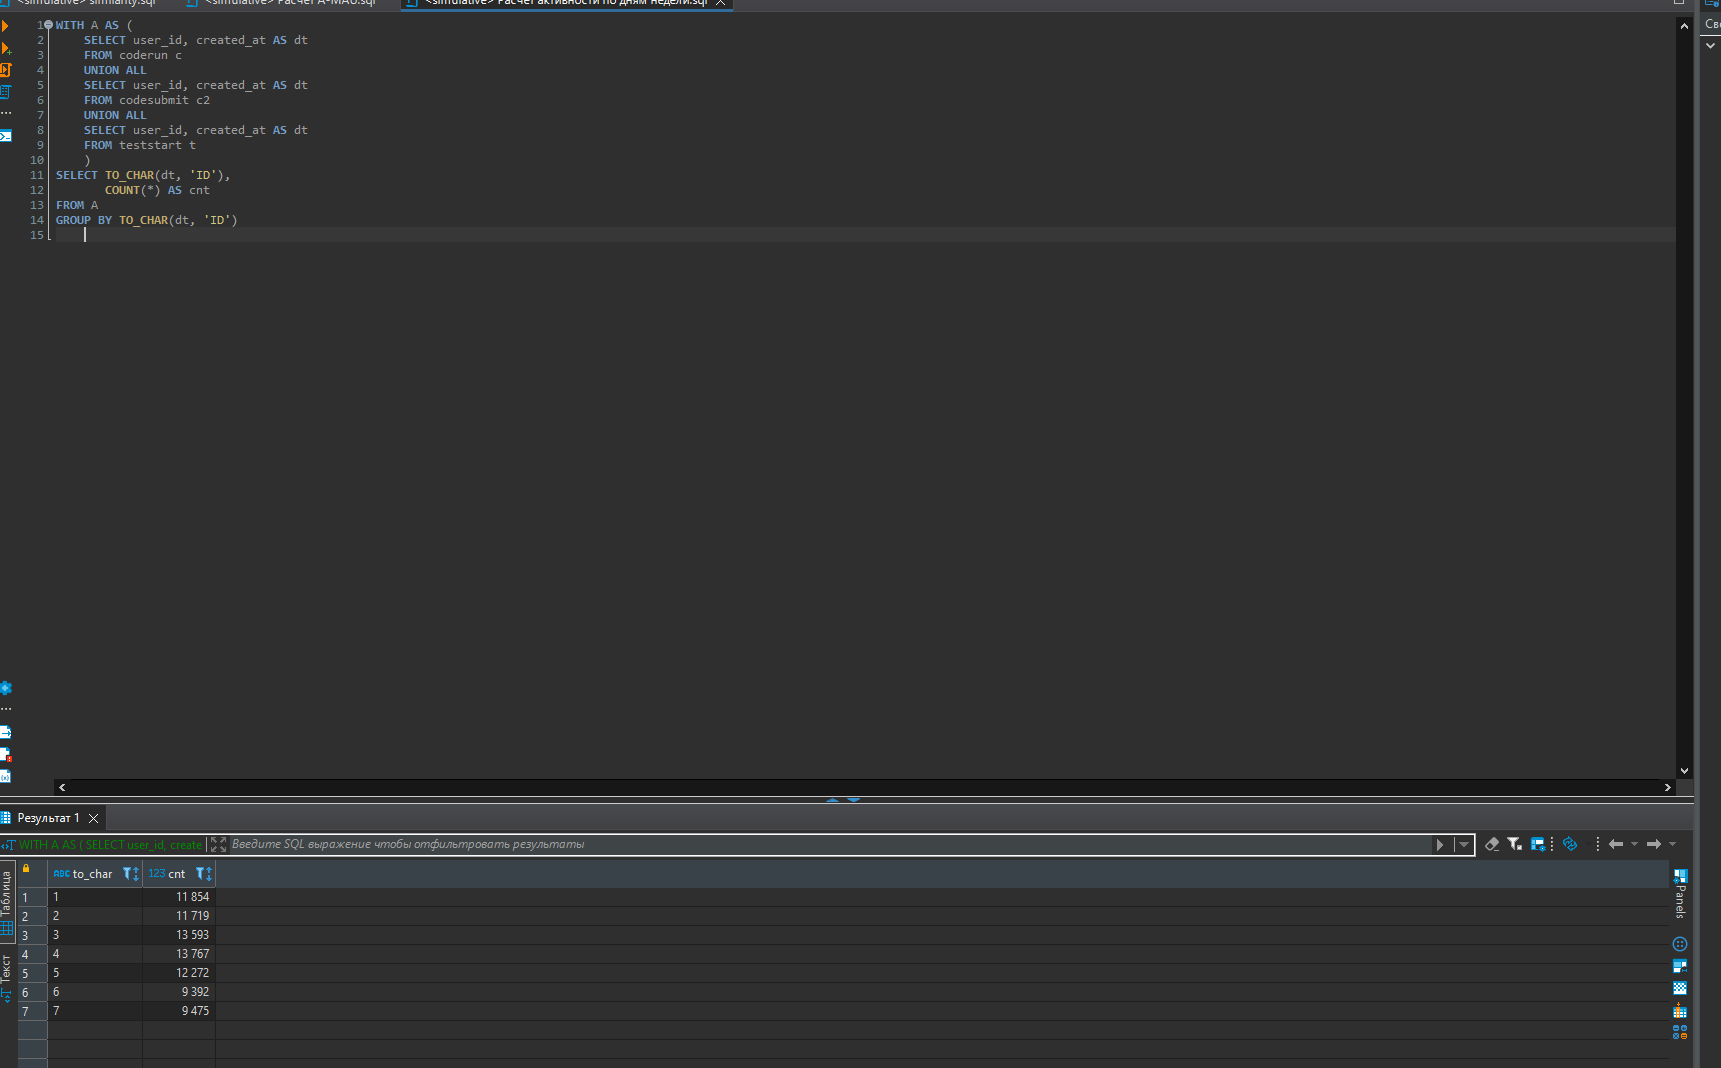 <simulative> similarity.sql <simulative> Расчет A-MAU.sql <simulative> Расчет активности по дням недели.sql
1 WITH A AS (
2 SELECT user_id, created_at AS dt
3 FROM coderun c
4 UNION ALL
5 SELECT user_id, created_at AS dt
6 FROM codesubmit c2
7 UNION ALL
8 SELECT user_id, created_at AS dt
9 FROM teststart t
10 )
11 SELECT TO_CHAR(dt, 'ID'),
12 COUNT(*) AS cnt
13 FROM A
14 GROUP BY TO_CHAR(dt, 'ID')
15
Результат 1
WITH A AS ( SELECT user_id, create Введите SQL выражение чтобы отфильтровать результаты
ABC to_char 123 cnt
1 1 11 854
2 2 11 719
3 3 13 593
4 4 13 767
5 5 12 272
6 6 9 392
7 7 9 475
Таблица
Текст
Panels